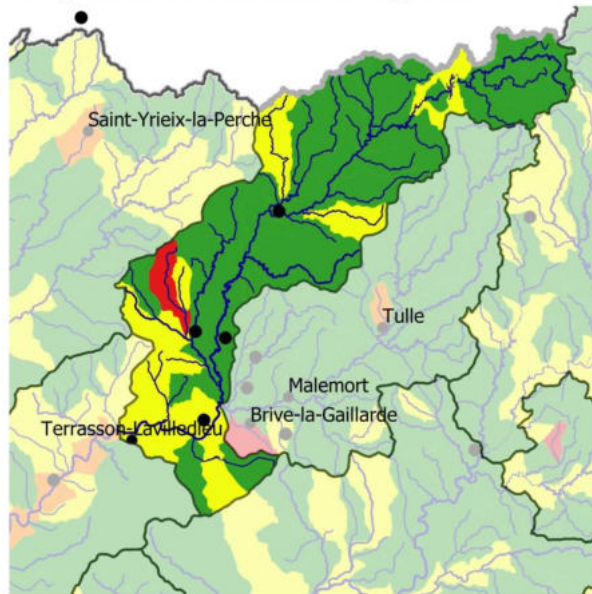 Saint-Yrieix-la-Perche
Tulle
Malemort
Brive-la-Gaillarde
Terrasson-Lavilledieu